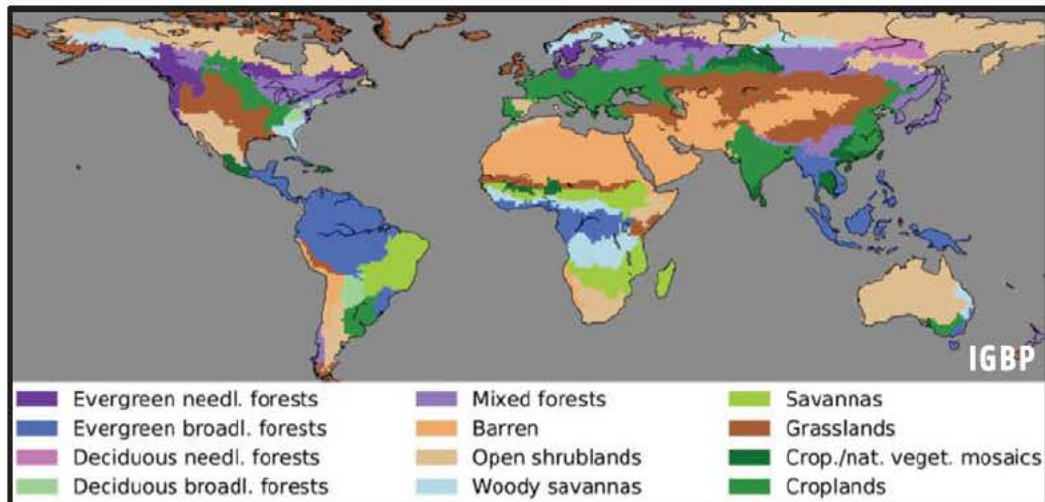 IGBP
Evergreen needl. forests
Mixed forests
Savannas
Evergreen broadl. forests
Barren
Grasslands
Deciduous needl. forests
Open shrublands
Crop./nat. veget. mosaics
Deciduous broadl. forests
Woody savannas
Croplands